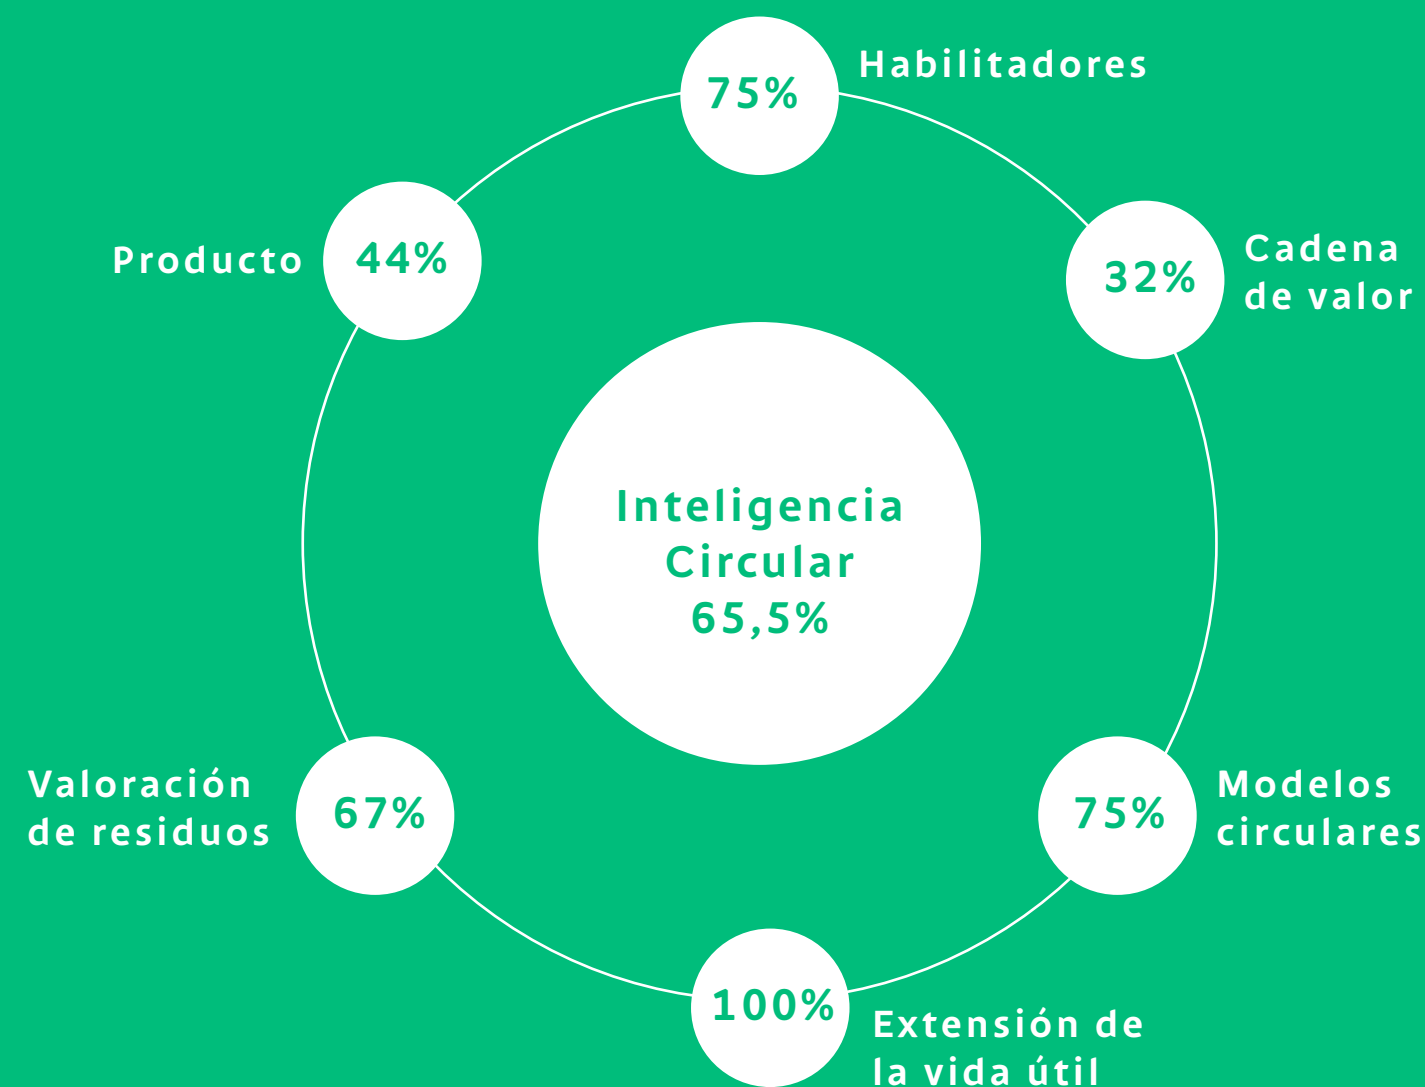 75%
Habilitadores
Producto
44%
32%
Cadena
de valor
Inteligencia
Circular
65,5%
Valoración
de residuos
67%
75%
Modelos
circulares
100%
Extensión de
la vida útil